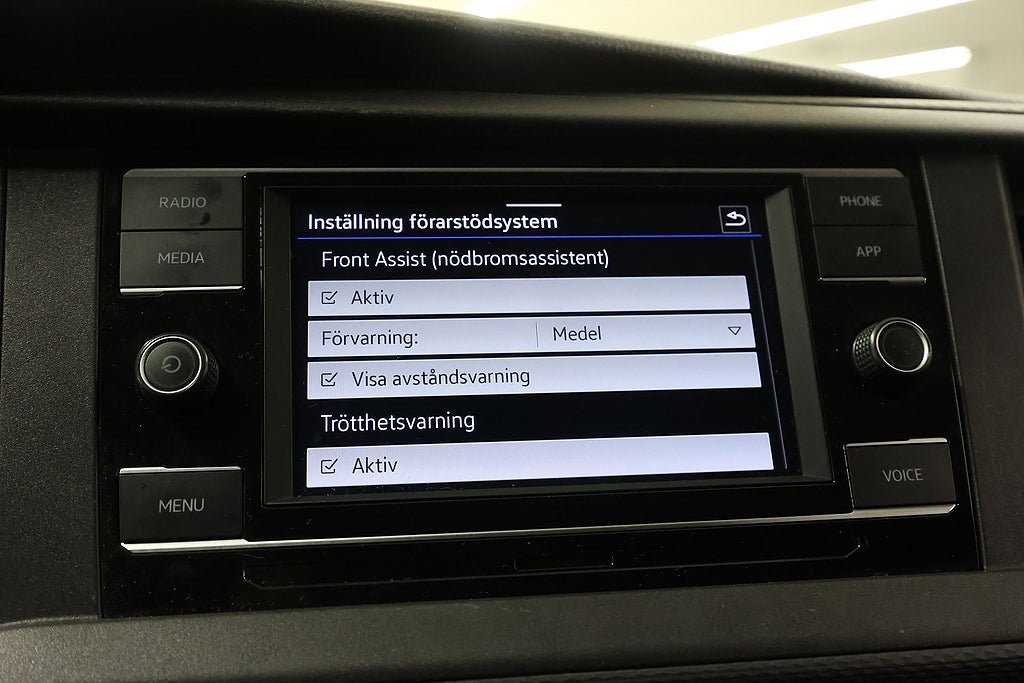 RADIO
MEDIA
MENU
Inställning förarstödsystem
Front Assist (nödbromsassistent)
Aktiv
Förvarning: Medel
Visa avståndsvarning
Trötthetsvarning
Aktiv
PHONE
APP
VOICE